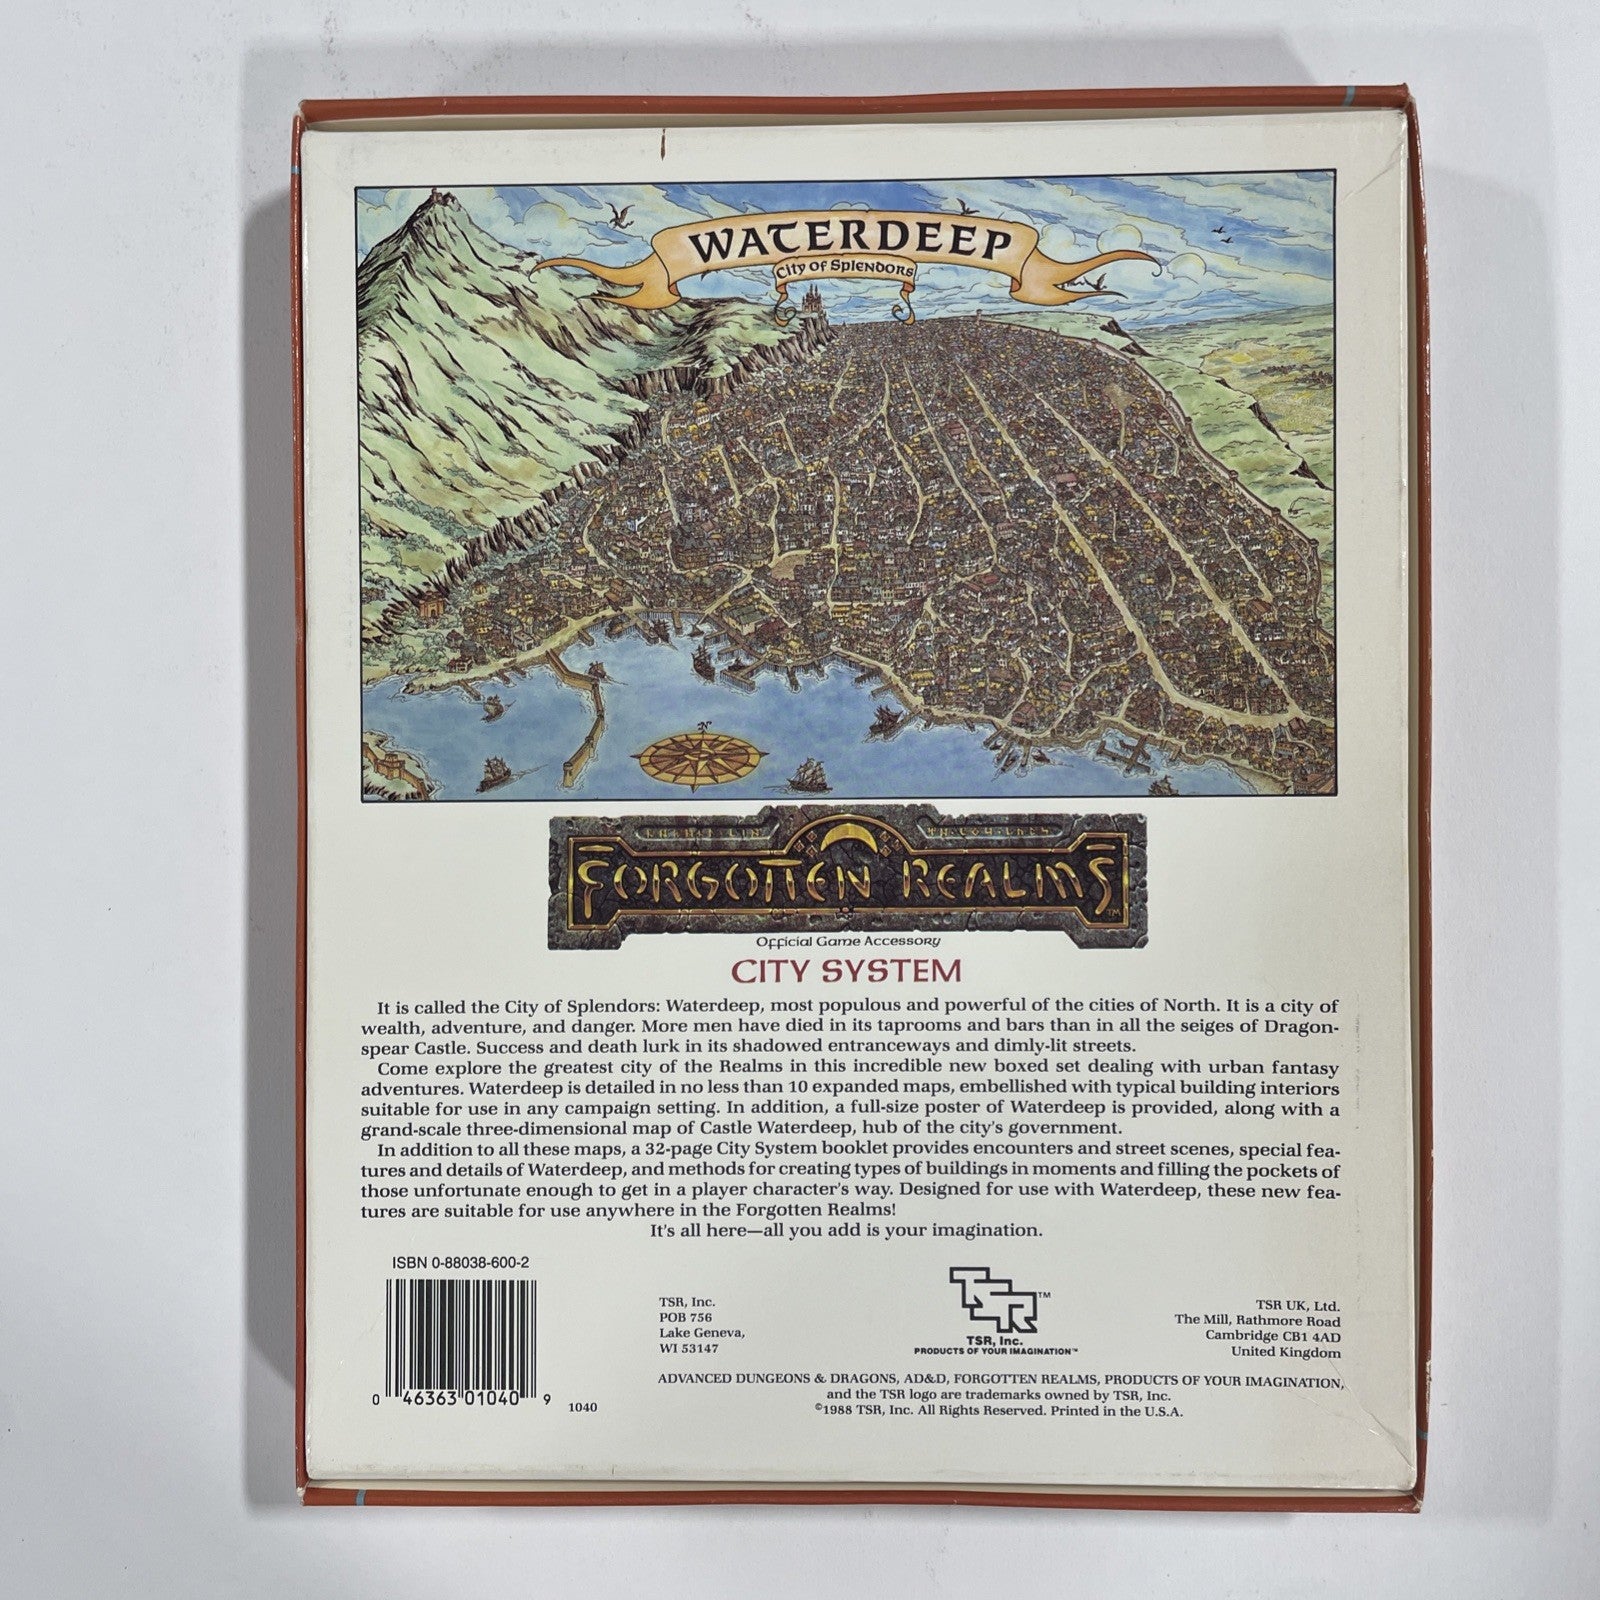 WATERDEEP
City of Splendors
N
FORGOTTEN REALMS
TM
Official Game Accessory
CITY SYSTEM
It is called the City of Splendors: Waterdeep, most populous and powerful of the cities of North. It is a city of
wealth, adventure, and danger. More men have died in its taprooms and bars than in all the seiges of Dragon-
spear Castle. Success and death lurk in its shadowed entranceways and dimly-lit streets.
Come explore the greatest city of the Realms in this incredible new boxed set dealing with urban fantasy
adventures. Waterdeep is detailed in no less than 10 expanded maps, embellished with typical building interiors
suitable for use in any campaign setting. In addition, a full-size poster of Waterdeep is provided, along with a
grand-scale three-dimensional map of Castle Waterdeep, hub of the city's government.
In addition to all these maps, a 32-page City System booklet provides encounters and street scenes, special fea-
tures and details of Waterdeep, and methods for creating types of buildings in moments and filling the pockets of
those unfortunate enough to get in a player character's way. Designed for use with Waterdeep, these new fea-
tures are suitable for use anywhere in the Forgotten Realms!
It's all here—all you add is your imagination.
ISBN 0-88038-600-2
0 46363 01040 9
1040
TSR, Inc.
POB 756
Lake Geneva,
WI 53147
TSR™
TSR, Inc.
PRODUCTS OF YOUR IMAGINATION™
TSR UK, Ltd.
The Mill, Rathmore Road
Cambridge CB1 4AD
United Kingdom
ADVANCED DUNGEONS & DRAGONS, AD&D, FORGOTTEN REALMS, PRODUCTS OF YOUR IMAGINATION,
and the TSR logo are trademarks owned by TSR, Inc.
©1988 TSR, Inc. All Rights Reserved. Printed in the U.S.A.